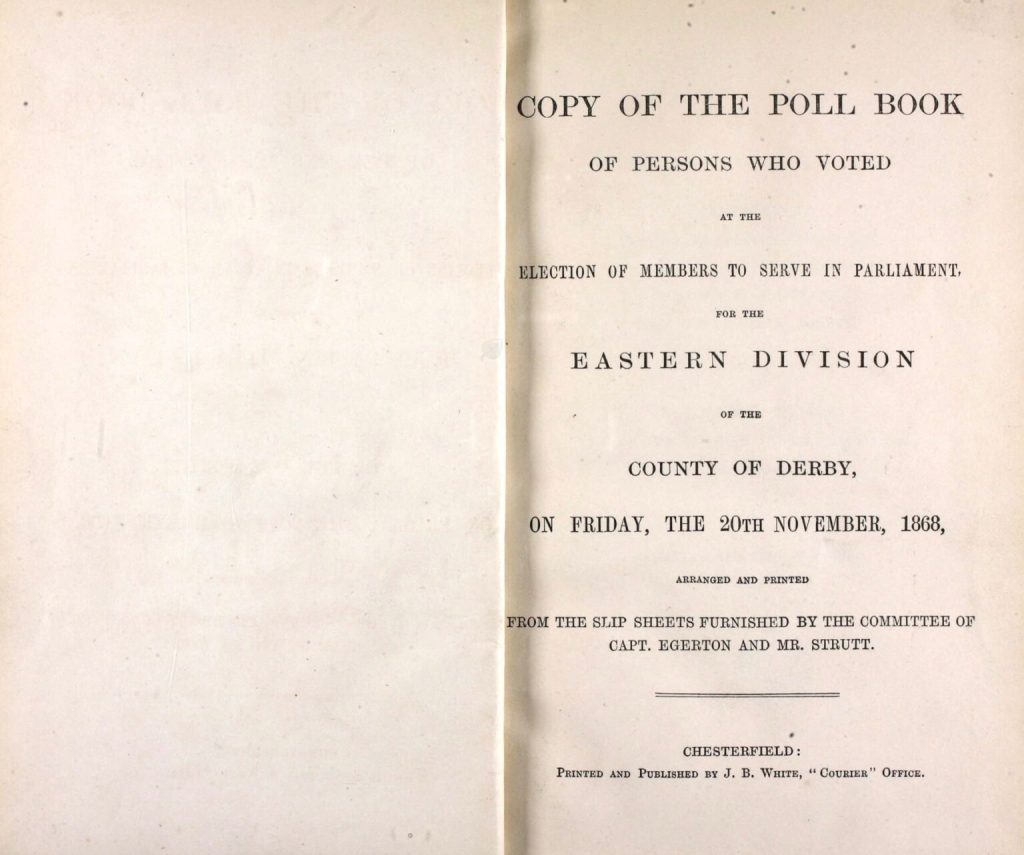 COPY OF THE POLL BOOK
OF PERSONS WHO VOTED
AT THE
ELECTION OF MEMBERS TO SERVE IN PARLIAMENT,
FOR THE
EASTERN DIVISION
OF THE
COUNTY OF DERBY,
ON FRIDAY, THE 20TH NOVEMBER, 1868,
ARRANGED AND PRINTED
FROM THE SLIP SHEETS FURNISHED BY THE COMMITTEE OF
CAPT. EGERTON AND MR. STRUTT.
CHESTERFIELD:
PRINTED AND PUBLISHED BY J. B. WHITE, "COURIER" OFFICE.